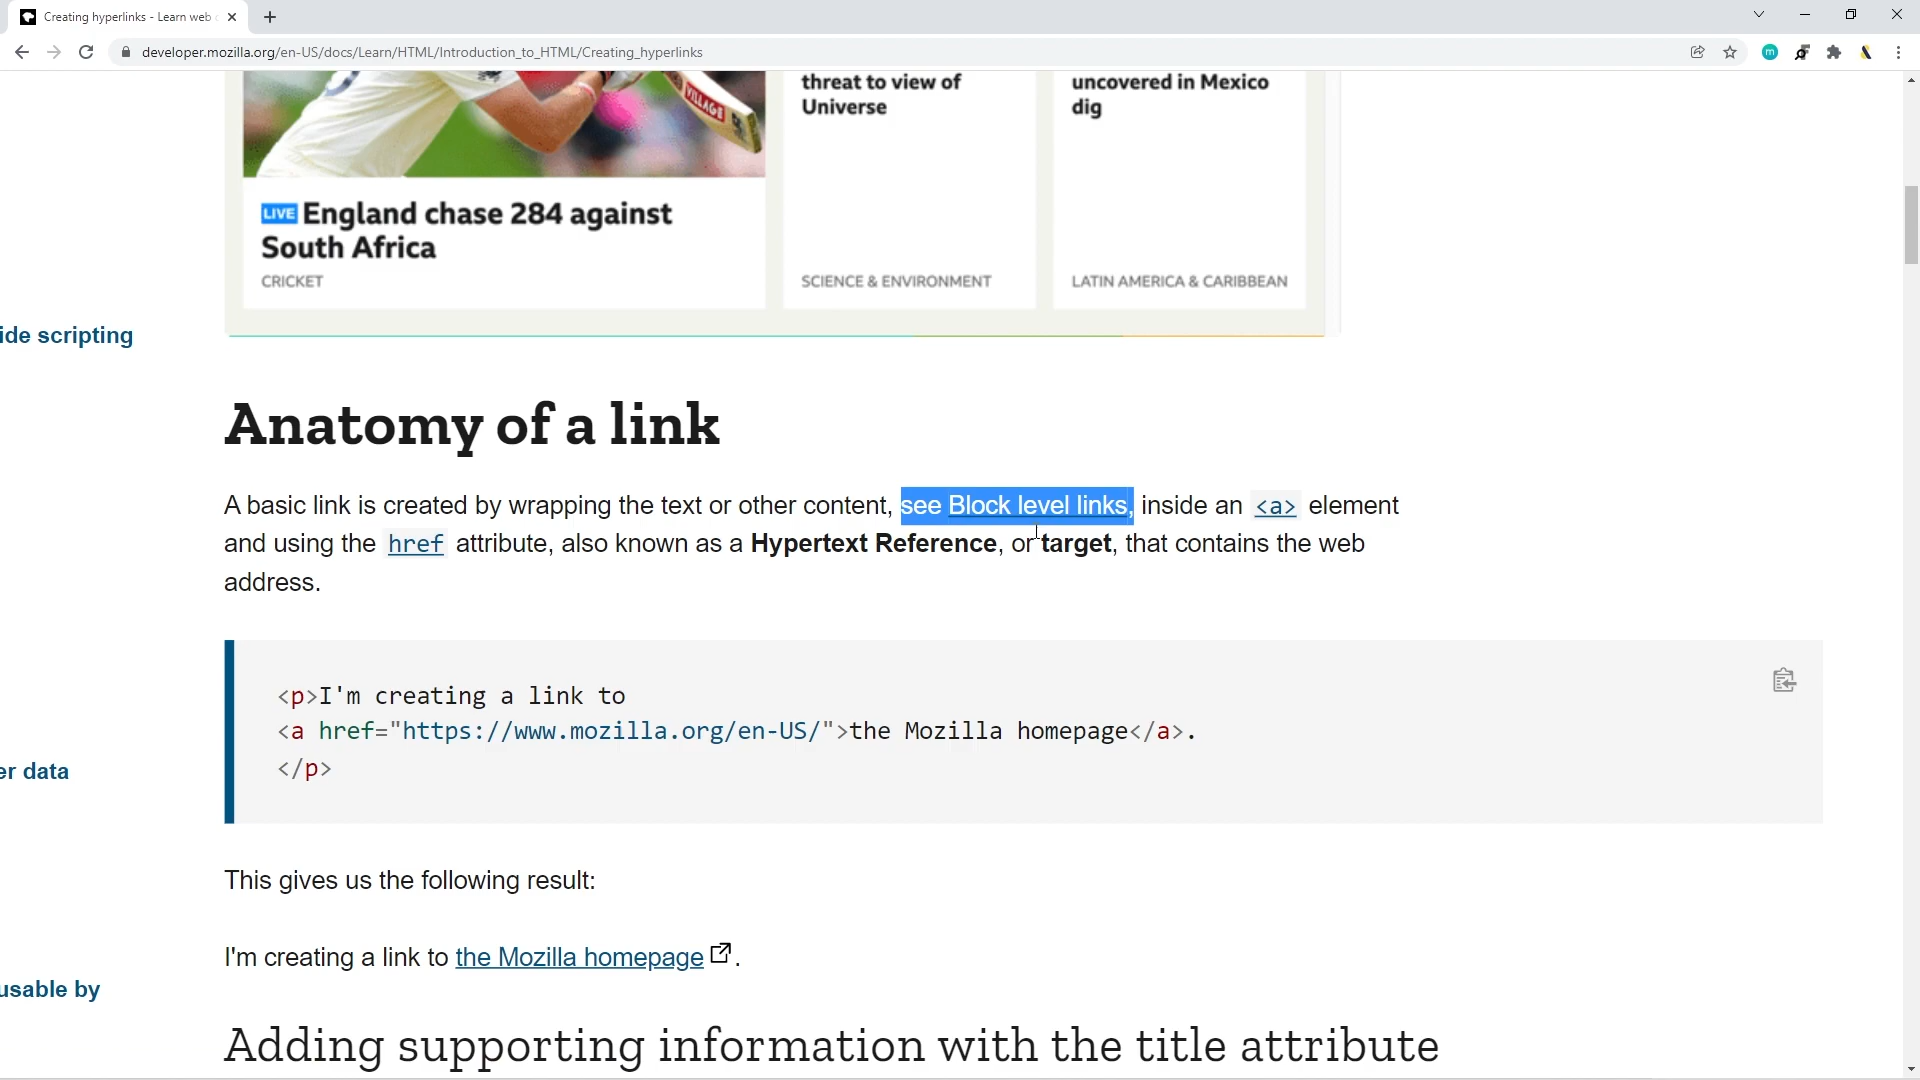 Creating hyperlinks - Learn web
developer.mozilla.org/en-US/docs/Learn/HTML/Introduction_to_HTML/Creating_hyperlinks
m
VILLAGE
threat to view of
Universe
uncovered in Mexico
dig
LIVE England chase 284 against
South Africa
CRICKET
SCIENCE & ENVIRONMENT
LATIN AMERICA & CARIBBEAN
ide scripting
Anatomy of a link
A basic link is created by wrapping the text or other content, see Block level links, inside an <a> element
and using the href attribute, also known as a Hypertext Reference, or target, that contains the web
address.
<p>I'm creating a link to
<a href="https://www.mozilla.org/en-US/">the Mozilla homepage</a>.
</p>
er data
This gives us the following result:
I'm creating a link to the Mozilla homepage.
usable by
Adding supporting information with the title attribute